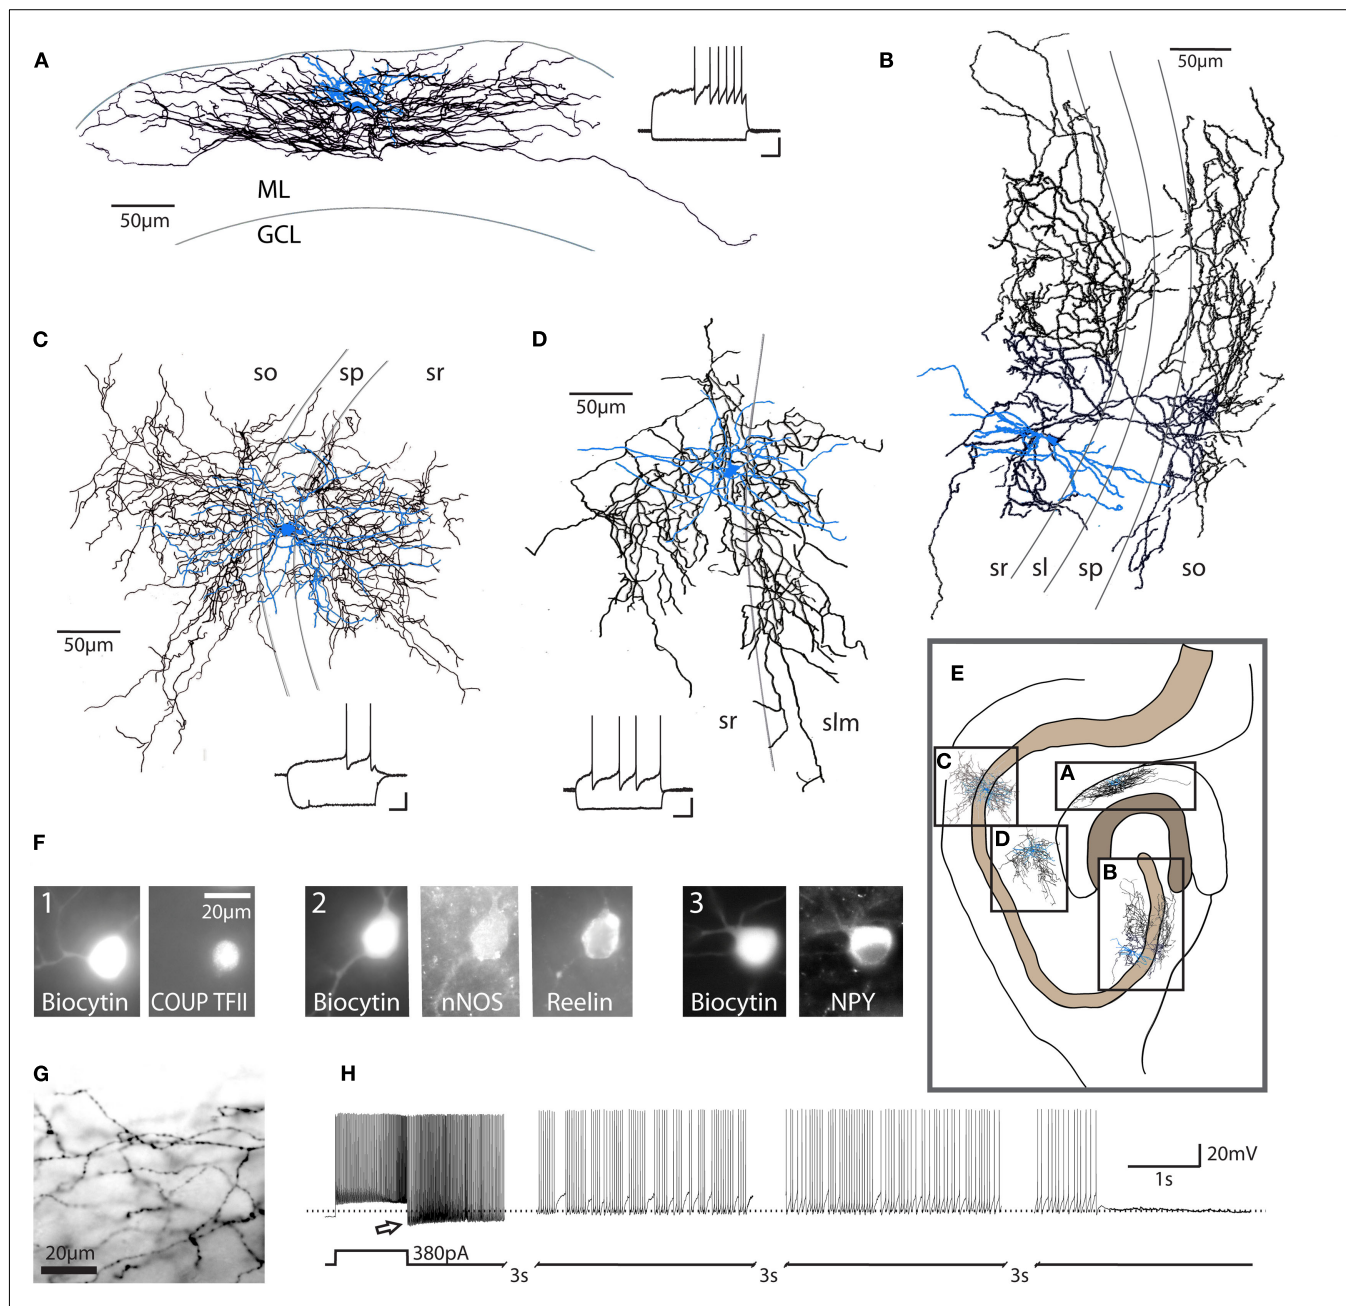 A
50µm
ML
GCL
B
50µm
sr sl sp so
C
so sp sr
50µm
D
50µm
sr slm
E
C
A
D
B
F
1
Biocytin
20µm
COUP TFII
2
Biocytin
nNOS
Reelin
3
Biocytin
NPY
G
20µm
H
20mV
1s
380pA
3s
3s
3s